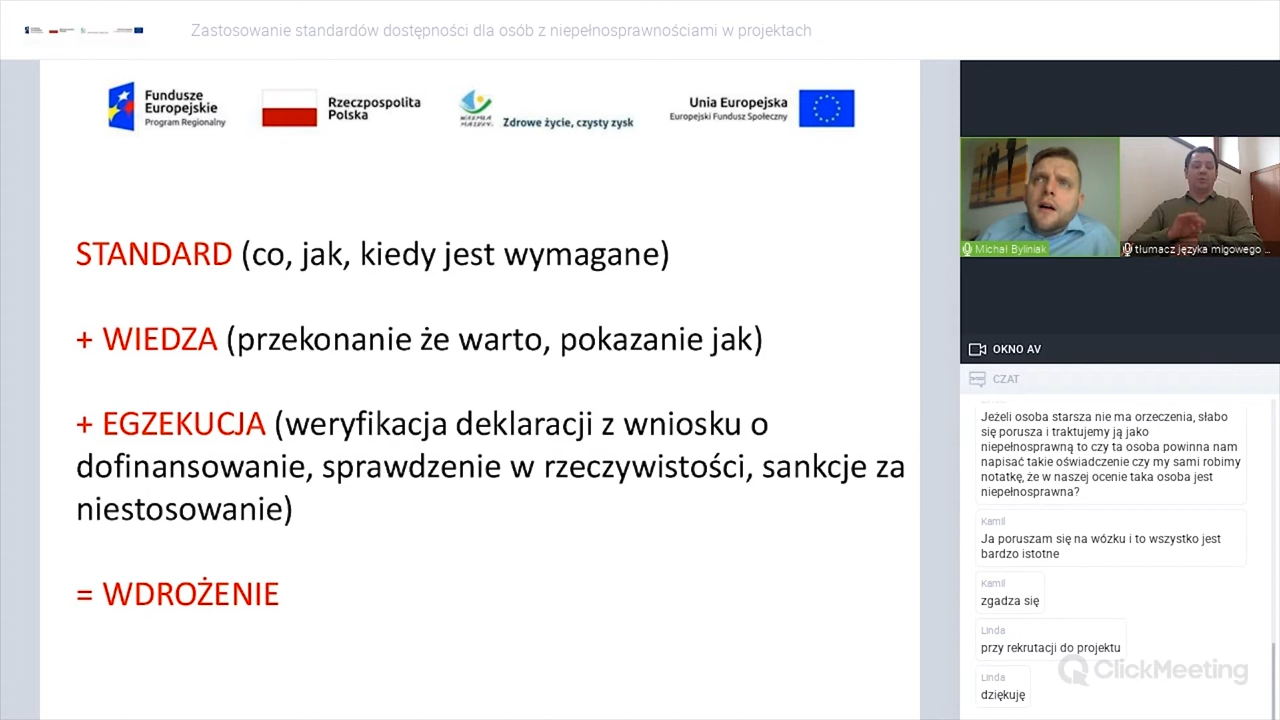 Zastosowanie standardów dostępności dla osób z niepełnosprawnościami w projektach
Fundusze
Europejskie
Program Regionalny
Rzeczpospolita
Polska
Zdrowe życie, czysty zysk
Unia Europejska
Europejski Fundusz Społeczny
STANDARD (co, jak, kiedy jest wymagane)
+ WIEDZA (przekonanie że warto, pokazanie jak)
+ EGZEKUCJA (weryfikacja deklaracji z wniosku o
dofinansowanie, sprawdzenie w rzeczywistości, sankcje za
niestosowanie)
= WDROŻENIE
Michał Byliniak
tłumacz języka migowego ...
OKNO AV
CZAT
Jeżeli osoba starsza nie ma orzeczenia, słabo
się porusza i traktujemy ją jako
niepełnosprawną to czy ta osoba powinna nam
napisać takie oświadczenie czy my sami robimy
notatkę, że w naszej ocenie taka osoba jest
niepełnosprawna?
Kamil
Ja poruszam się na wózku i to wszystko jest
bardzo istotne
Kamil
zgadza się
Linda
przy rekrutacji do projektu
Linda
dziękuję
ClickMeeting